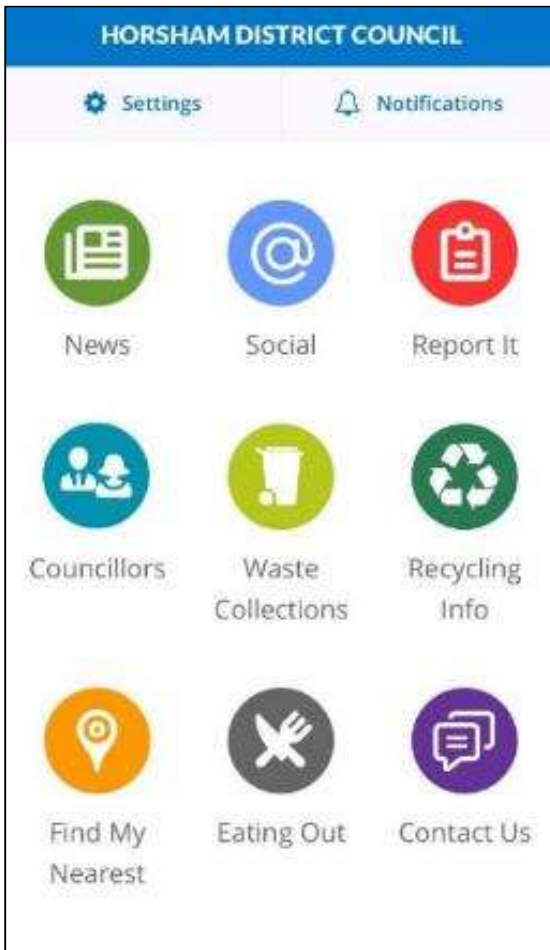 HORSHAM DISTRICT COUNCIL
Settings
Notifications
News
Social
Report It
Councillors
Waste
Collections
Recycling
Info
Find My
Nearest
Eating Out
Contact Us